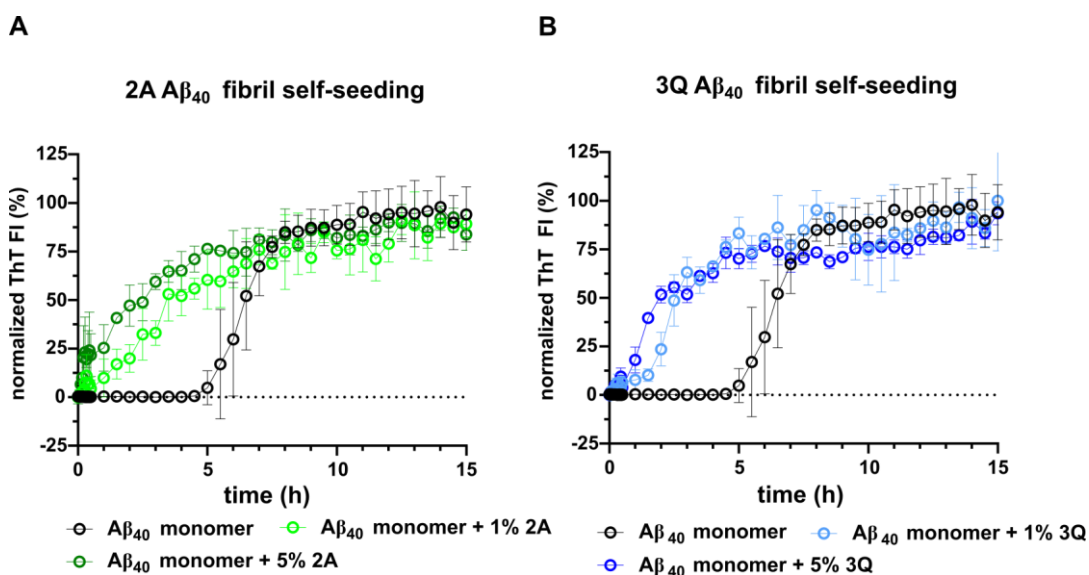 A
B
2A Aβ40 fibril self-seeding
3Q Aβ40 fibril self-seeding
normalized ThT FI (%)
125
100
75
50
25
0
-25
0
5
10
15
time (h)
Aβ40 monomer
Aβ40 monomer + 1% 2A
Aβ40 monomer + 5% 2A
normalized ThT FI (%)
125
100
75
50
25
0
-25
0
5
10
15
time (h)
Aβ40 monomer
Aβ40 monomer + 1% 3Q
Aβ40 monomer + 5% 3Q